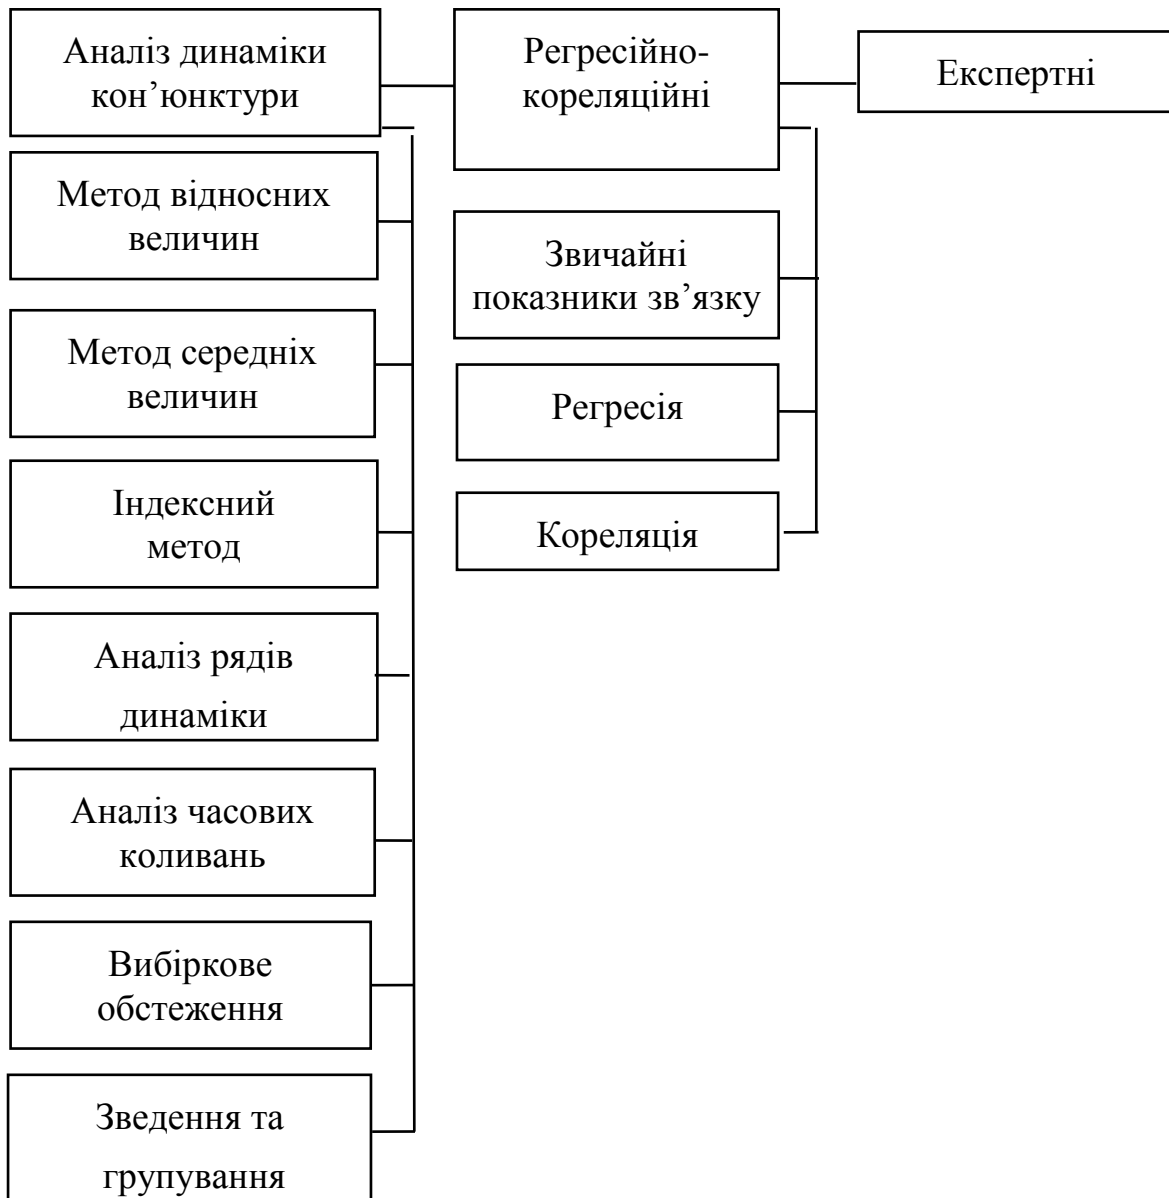 Аналіз динаміки
кон’юнктури
Регресійно-
кореляційні
Експертні
Метод відносних
величин
Метод середніх
величин
Індексний
метод
Аналіз рядів
динаміки
Аналіз часових
коливань
Вибіркове
обстеження
Зведення та
групування
Звичайні
показники зв’язку
Регресія
Кореляція